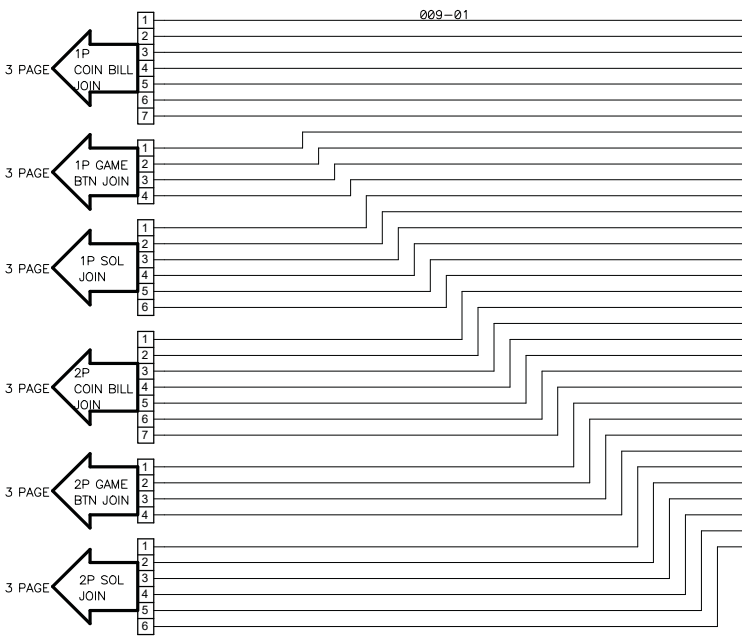 009-01
3 PAGE
1P
COIN BILL
JOIN
1
2
3
4
5
6
7
3 PAGE
1P GAME
BTN JOIN
1
2
3
4
3 PAGE
1P SOL
JOIN
1
2
3
4
5
6
3 PAGE
2P
COIN BILL
JOIN
1
2
3
4
5
6
7
3 PAGE
2P GAME
BTN JOIN
1
2
3
4
3 PAGE
2P SOL
JOIN
1
2
3
4
5
6